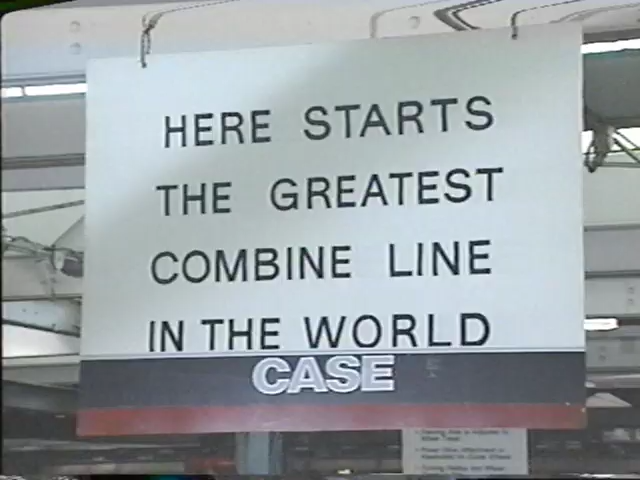 HERE STARTS
THE GREATEST
COMBINE LINE
IN THE WORLD
CASE